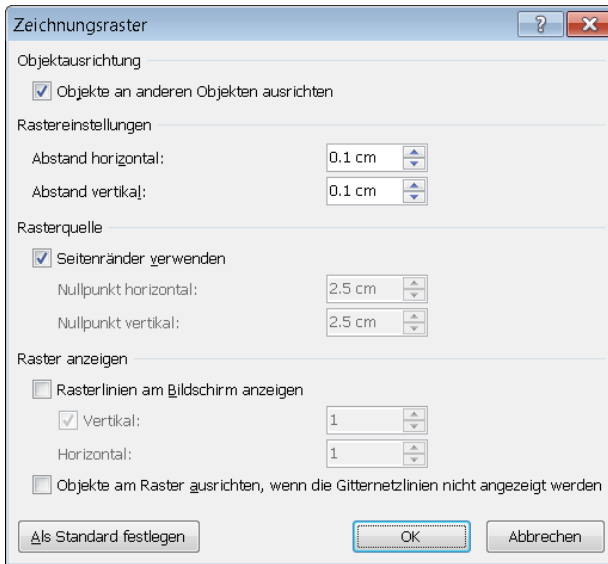 Zeichnungsraster
Objektausrichtung
Objekte an anderen Objekten ausrichten
Rastereinstellungen
Abstand horizontal: 0.1 cm
Abstand vertikal: 0.1 cm
Rasterquelle
Seitenränder verwenden
Nullpunkt horizontal: 2.5 cm
Nullpunkt vertikal: 2.5 cm
Raster anzeigen
Rasterlinien am Bildschirm anzeigen
Vertikal: 1
Horizontal: 1
Objekte am Raster ausrichten, wenn die Gitternetzlinien nicht angezeigt werden
Als Standard festlegen OK Abbrechen